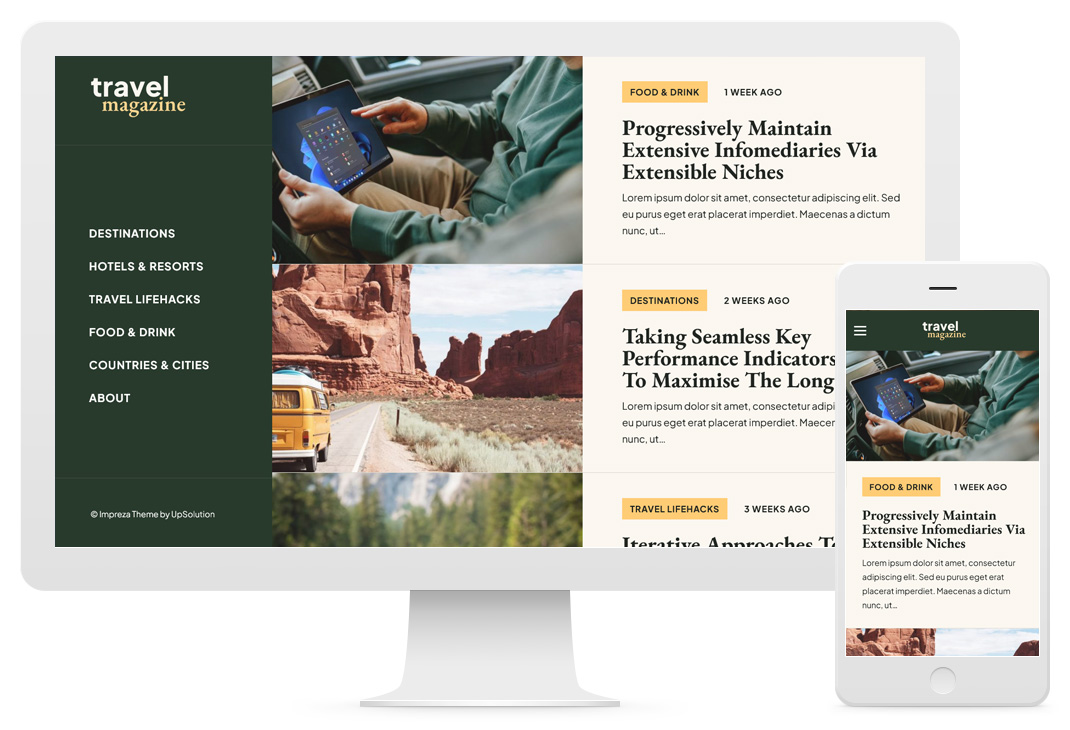 travel
magazine
DESTINATIONS
HOTELS & RESORTS
TRAVEL LIFEHACKS
FOOD & DRINK
COUNTRIES & CITIES
ABOUT
© Impreza Theme by UpSolution
FOOD & DRINK 1 WEEK AGO
Progressively Maintain
Extensive Infomediaries Via
Extensible Niches
Lorem ipsum dolor sit amet, consectetur adipiscing elit. Sed
eu purus eget erat placerat imperdiet. Maecenas a dictum
nunc, ut...
DESTINATIONS 2 WEEKS AGO
Taking Seamless Key
Performance Indicators
To Maximise The Long
Lorem ipsum dolor sit amet, consectetur adipi
eu purus eget erat placerat imperdiet. Maecen
nunc, ut...
TRAVEL LIFEHACKS 3 WEEKS AGO
Iterative Approaches To
travel
magazine
FOOD & DRINK 1 WEEK AGO
Progressively Maintain
Extensive Infomediaries Via
Extensible Niches
Lorem ipsum dolor sit amet, consectetur
adipiscing elit. Sed eu purus eget erat
placerat imperdiet. Maecenas a dictum
nunc, ut...